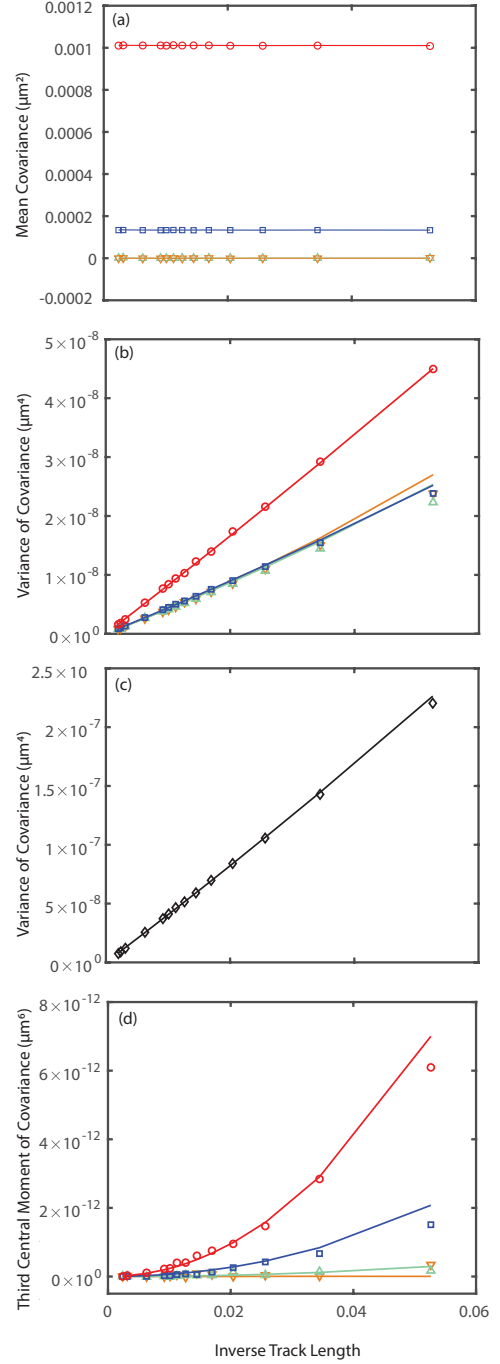 (a)
0.0012
0.001
0.0008
0.0006
0.0004
0.0002
0
-0.0002
Mean Covariance (µm²)
(b)
5 × 10⁻⁸
4 × 10⁻⁸
3 × 10⁻⁸
2 × 10⁻⁸
1 × 10⁻⁸
0 × 10⁰
Variance of Covariance (µm⁴)
(c)
2.5 × 10
2 × 10⁻⁷
1.5 × 10⁻⁷
1 × 10⁻⁷
5 × 10⁻⁸
0 × 10⁰
Variance of Covariance (µm⁴)
(d)
8 × 10⁻¹²
6 × 10⁻¹²
4 × 10⁻¹²
2 × 10⁻¹²
0 × 10⁰
Third Central Moment of Covariance (µm⁶)
0 0.02 0.04 0.06
Inverse Track Length